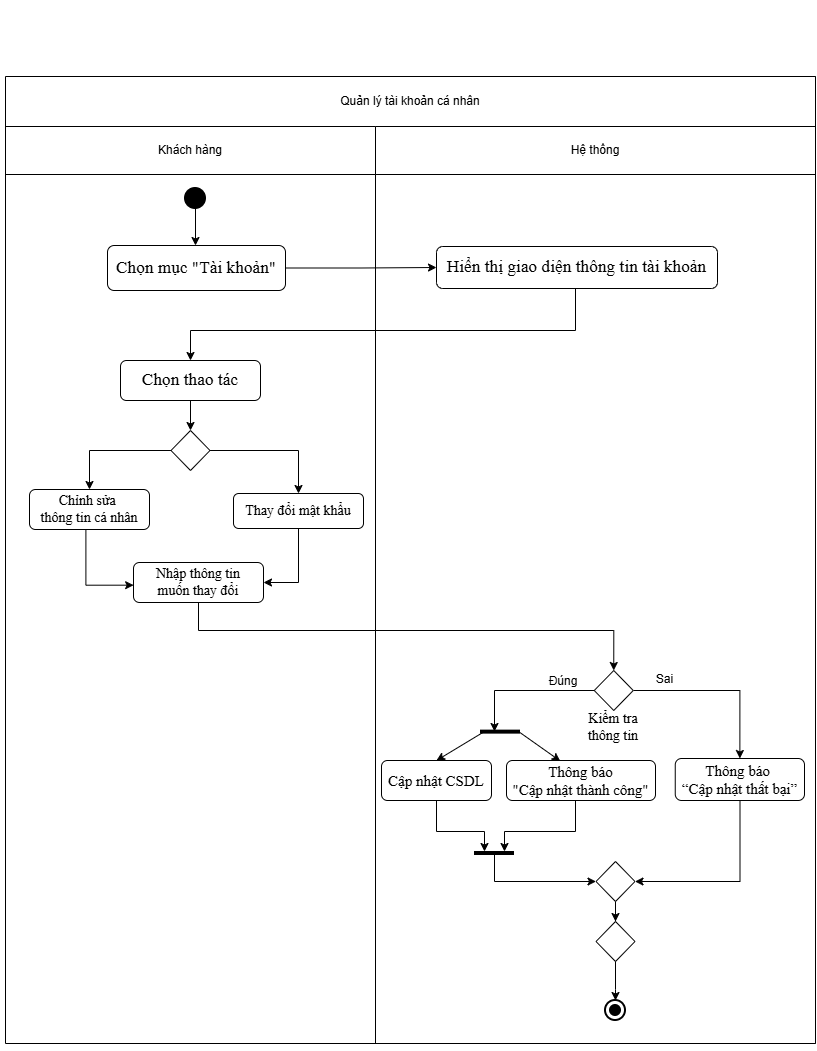 Quản lý tài khoản cá nhân
Khách hàng
Hệ thống
Chọn mục "Tài khoản"
Hiển thị giao diện thông tin tài khoản
Chọn thao tác
Chỉnh sửa
thông tin cá nhân
Thay đổi mật khẩu
Nhập thông tin
muốn thay đổi
Đúng
Sai
Kiểm tra
thông tin
Cập nhật CSDL
Thông báo
"Cập nhật thành công"
Thông báo
“Cập nhật thất bại”